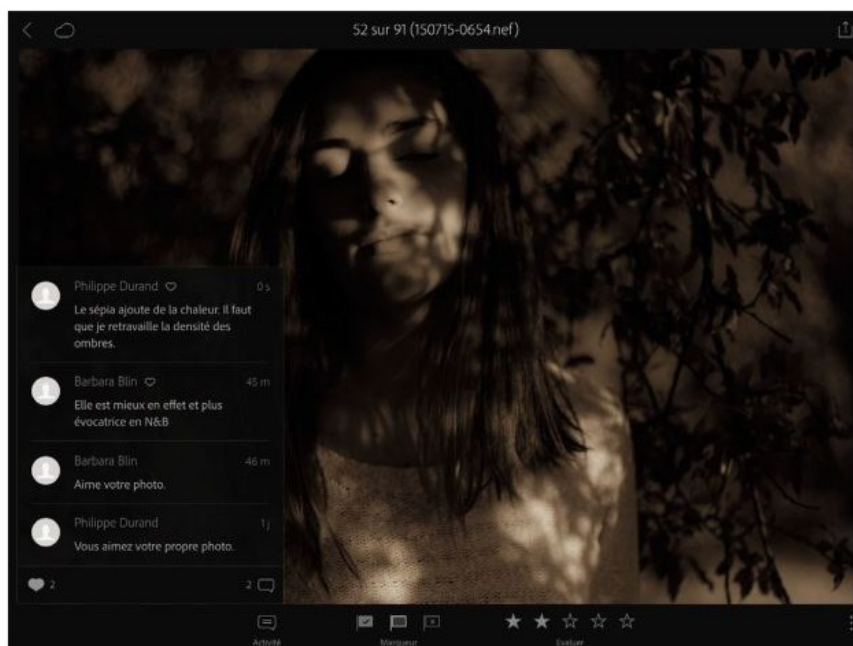 52 sur 91 (150715-0654.nef)
Philippe Durand 0 s
Le sépia ajoute de la chaleur. Il faut
que je retravaille la densité des
ombres.
Barbara Blin 45 m
Elle est mieux en effet et plus
évocatrice en N&B
Barbara Blin 46 m
Aime votre photo.
Philippe Durand 1 j
Vous aimez votre propre photo.
2 2
Activité Marqueur Evaluer